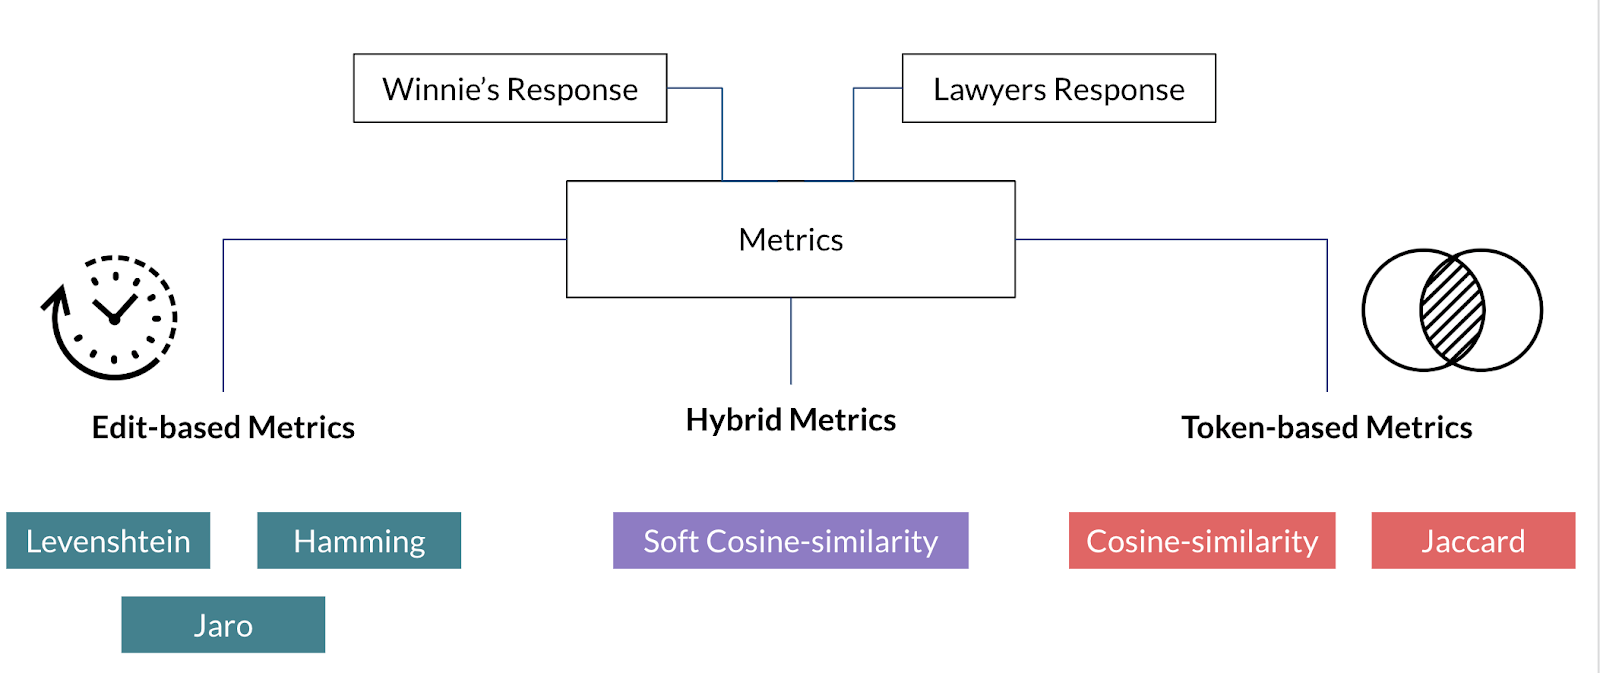 Winnie’s Response
Lawyers Response
Metrics
Edit-based Metrics
Hybrid Metrics
Token-based Metrics
Levenshtein
Hamming
Soft Cosine-similarity
Cosine-similarity
Jaccard
Jaro